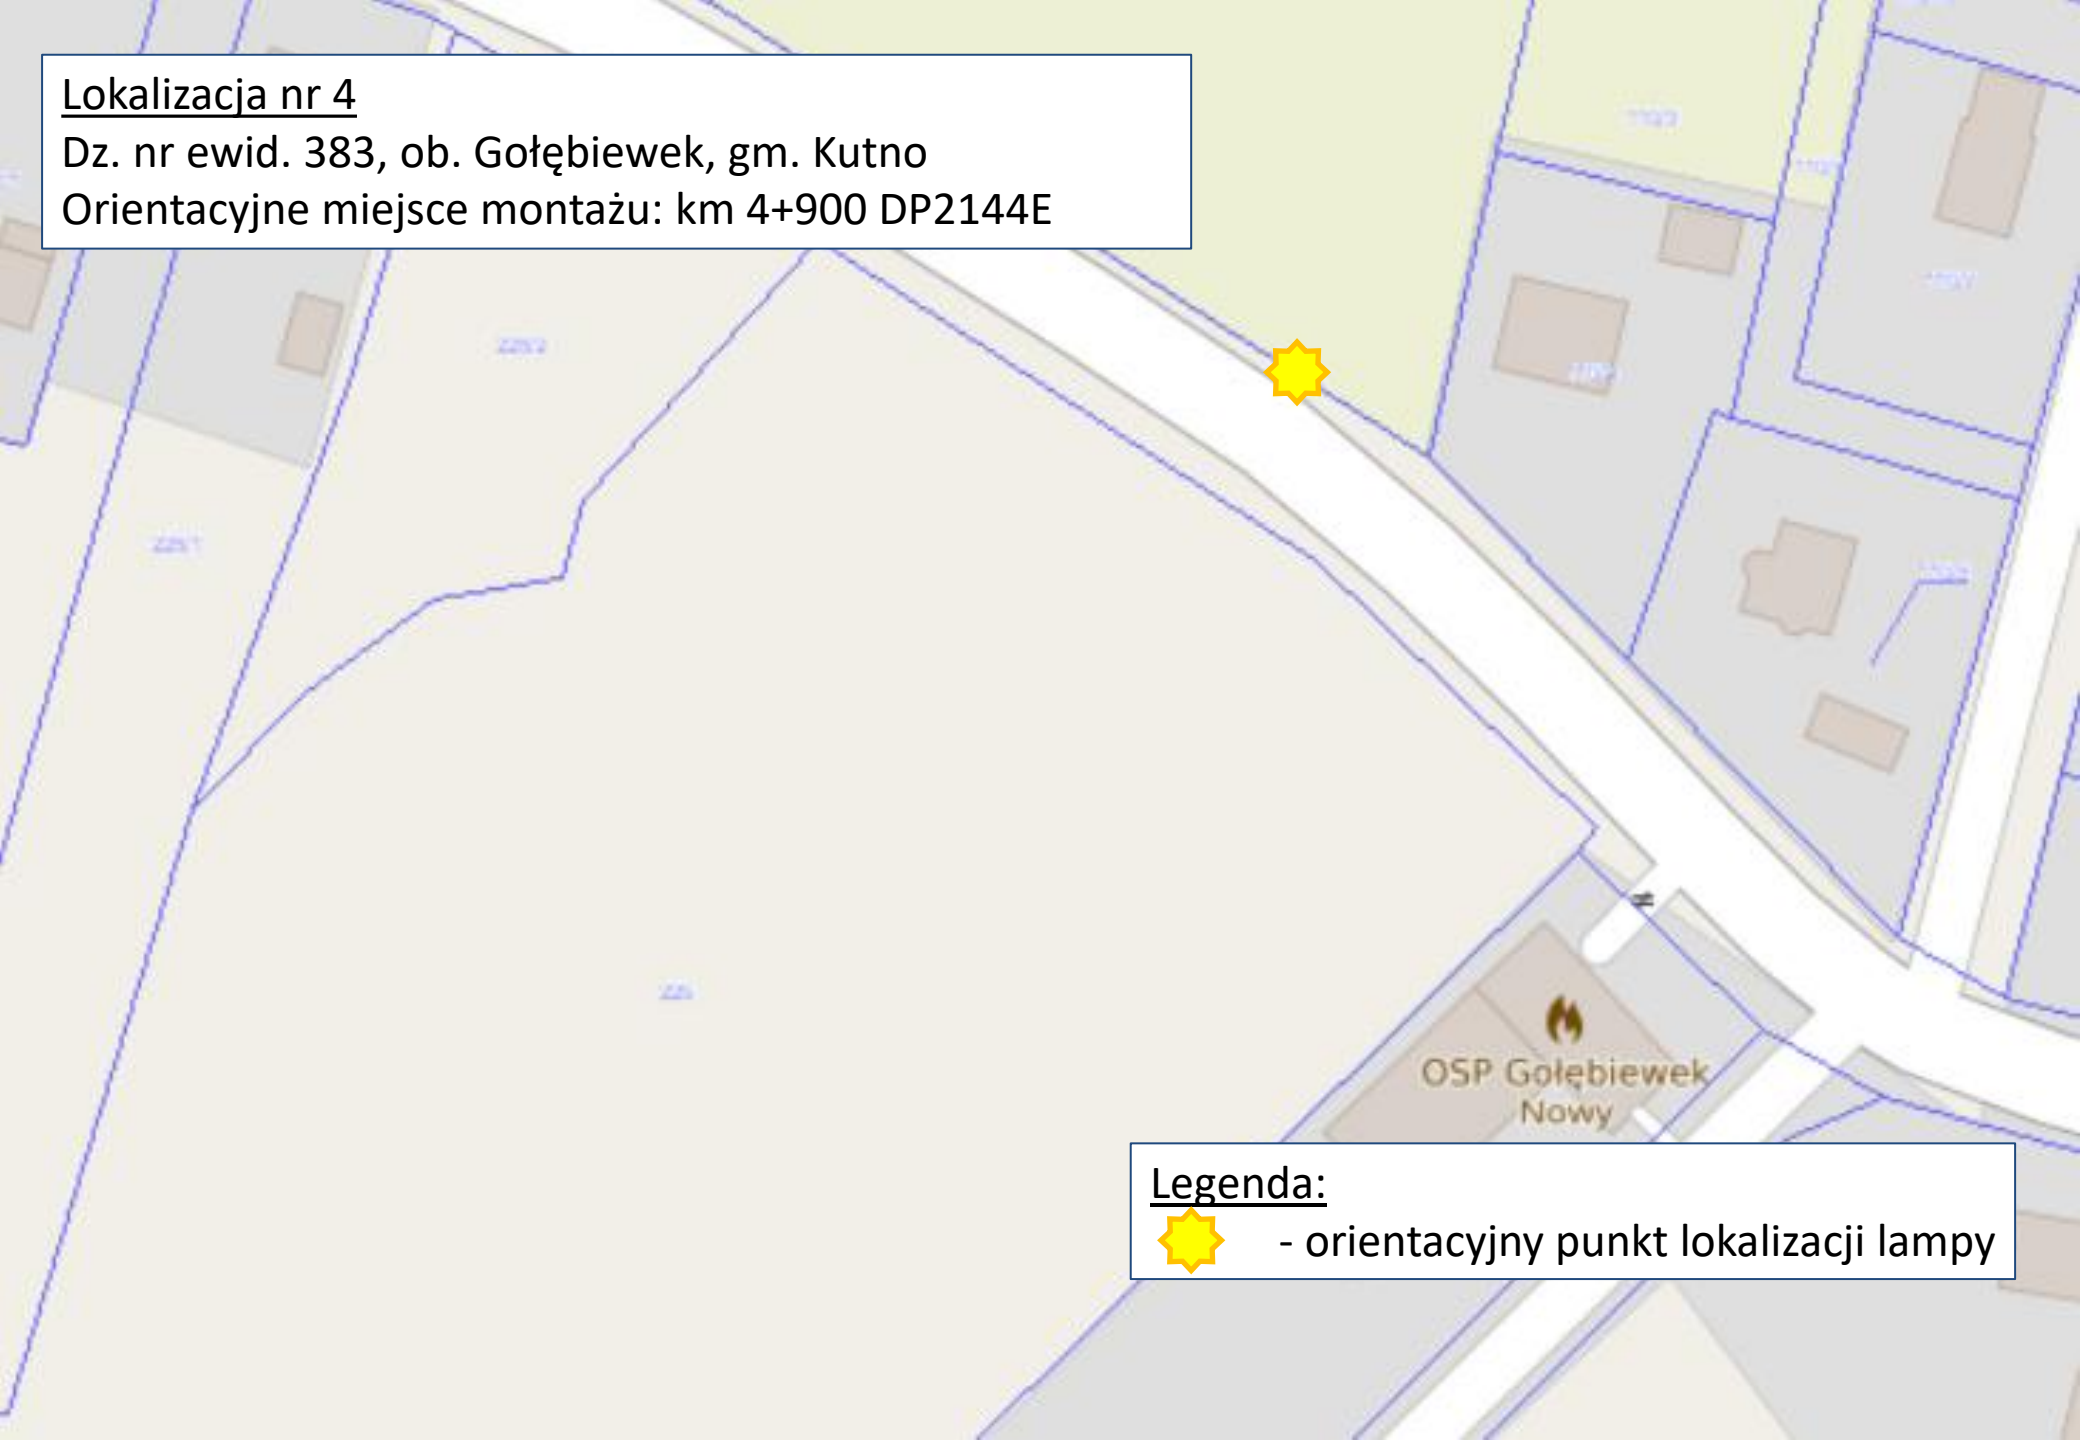 Lokalizacja nr 4
Dz. nr ewid. 383, ob. Gołębiewek, gm. Kutno
Orientacyjne miejsce montażu: km 4+900 DP2144E
OSP Gołębiewek
Nowy
Legenda:
- orientacyjny punkt lokalizacji lampy